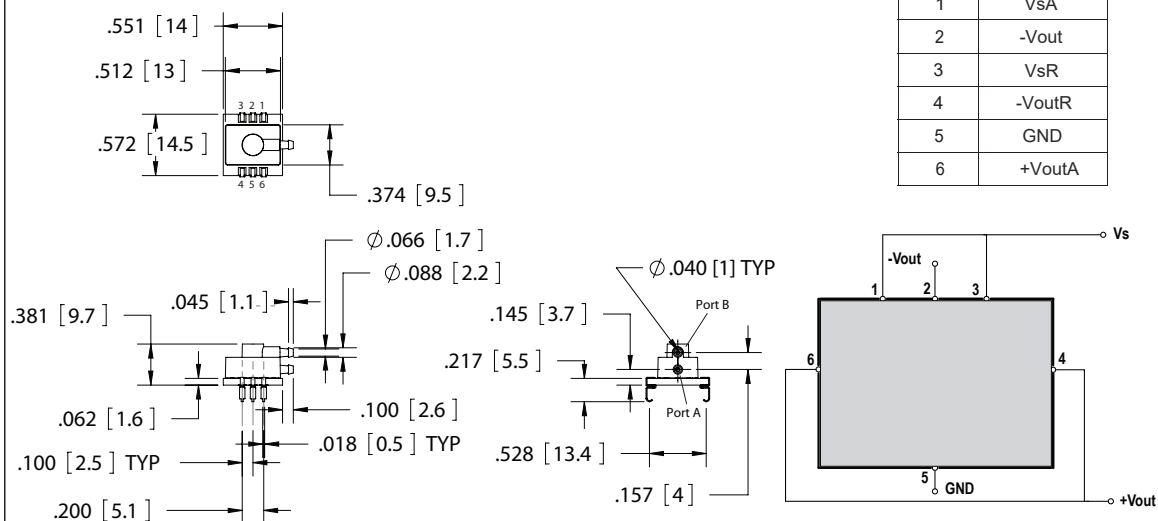 .551 [14]
.512 [13]
3 2 1
.572 [14.5]
4 5 6
.374 [9.5]
1 VsA
2 -Vout
3 VsR
4 -VoutR
5 GND
6 +VoutA
Ø.066 [1.7]
Ø.088 [2.2]
.045 [1.1]
.381 [9.7]
.062 [1.6]
.100 [2.6]
.018 [0.5] TYP
.100 [2.5] TYP
.200 [5.1]
Ø.040 [1] TYP
Port B
.145 [3.7]
.217 [5.5]
Port A
.528 [13.4]
.157 [4]
Vs
-Vout
1 2 3
6 4
5 GND
+Vout